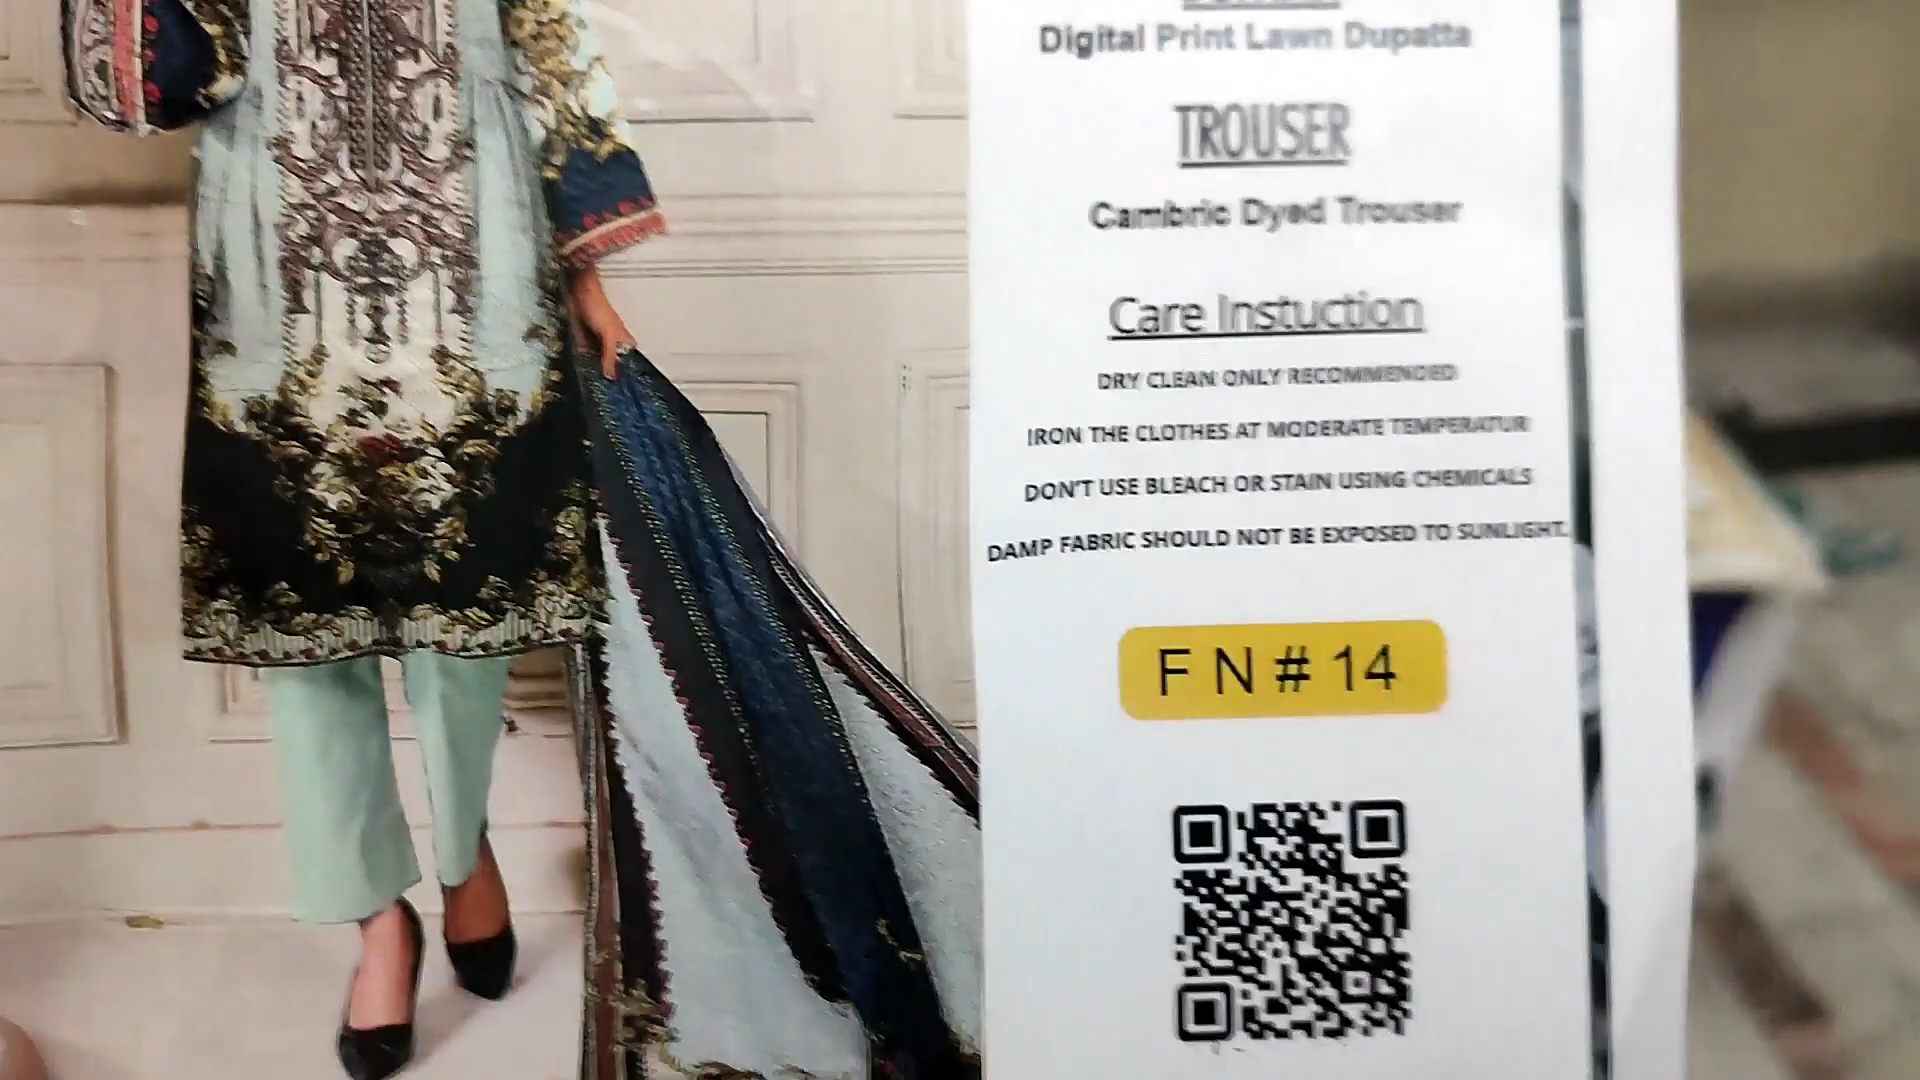 Digital Print Lawn Dupatta
TROUSER
Cambric Dyed Trouser
Care Instuction
DRY CLEAN ONLY RECOMMENDED
IRON THE CLOTHES AT MODERATE TEMPERATUR
DON'T USE BLEACH OR STAIN USING CHEMICALS
DAMP FABRIC SHOULD NOT BE EXPOSED TO SUNLIGHT.
F N # 14